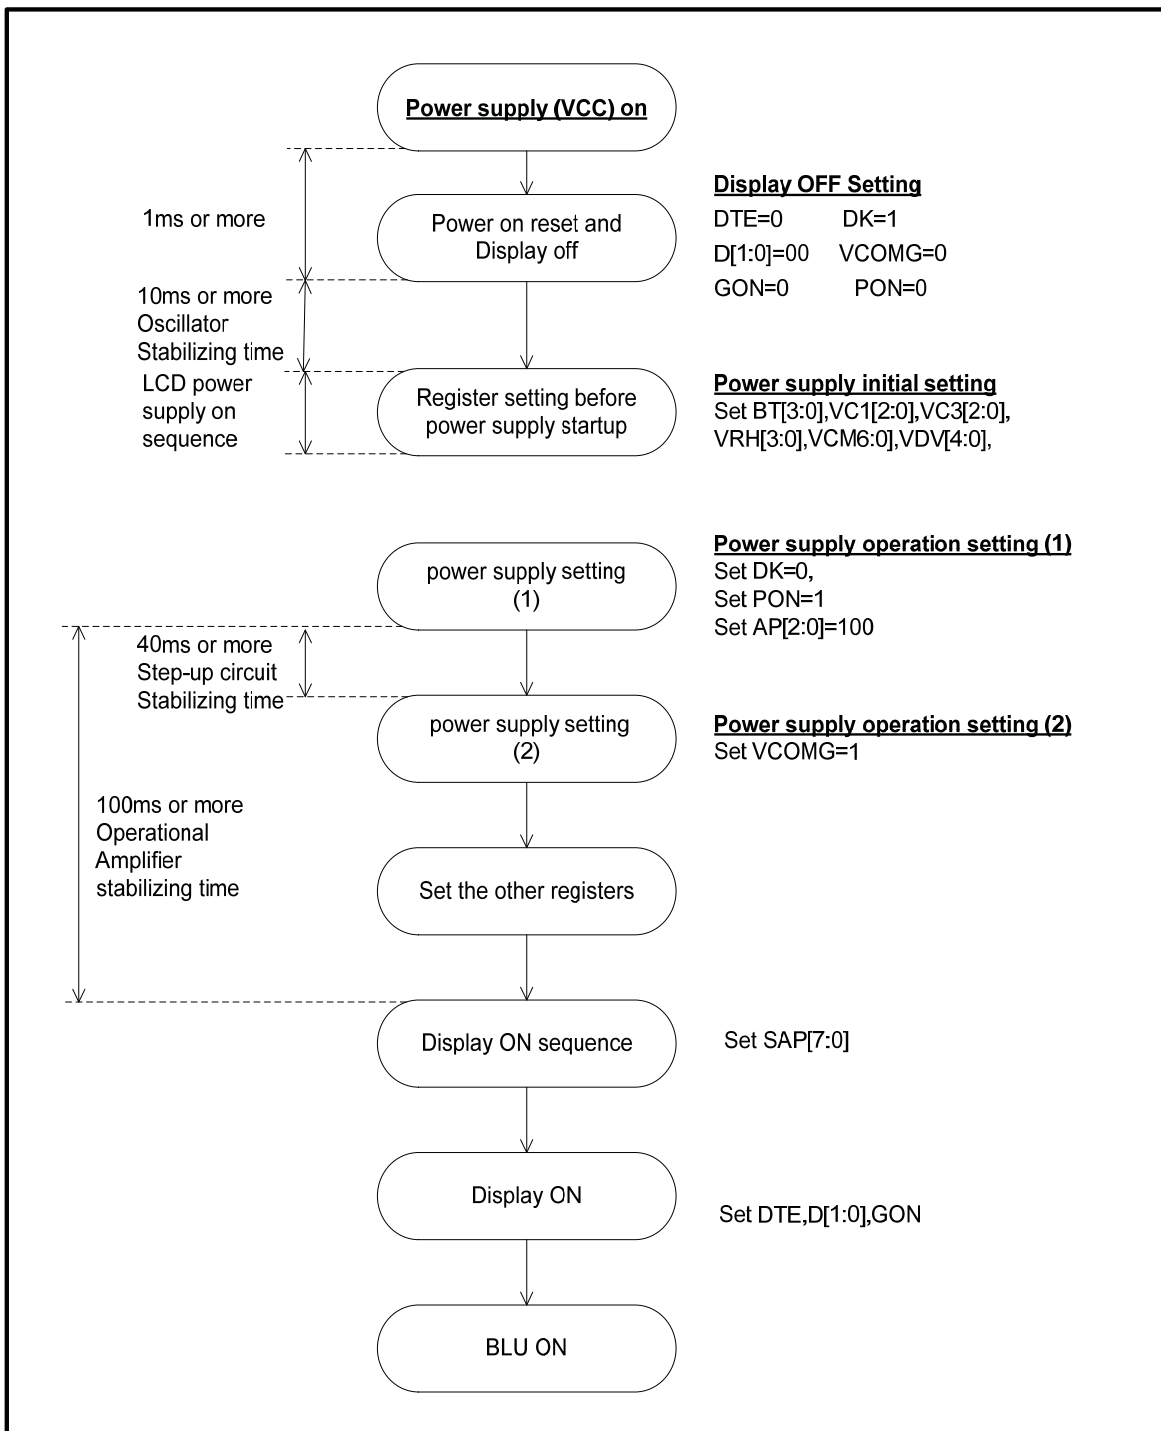 Power supply (VCC) on
1ms or more
Power on reset and
Display off
Display OFF Setting
DTE=0 DK=1
D[1:0]=00 VCOMG=0
GON=0 PON=0
10ms or more
Oscillator
Stabilizing time
LCD power
supply on
sequence
Register setting before
power supply startup
Power supply initial setting
Set BT[3:0],VC1[2:0],VC3[2:0],
VRH[3:0],VCM6:0],VDV[4:0],
power supply setting
(1)
Power supply operation setting (1)
Set DK=0,
Set PON=1
Set AP[2:0]=100
40ms or more
Step-up circuit
Stabilizing time
power supply setting
(2)
Power supply operation setting (2)
Set VCOMG=1
100ms or more
Operational
Amplifier
stabilizing time
Set the other registers
Display ON sequence
Set SAP[7:0]
Display ON
Set DTE,D[1:0],GON
BLU ON